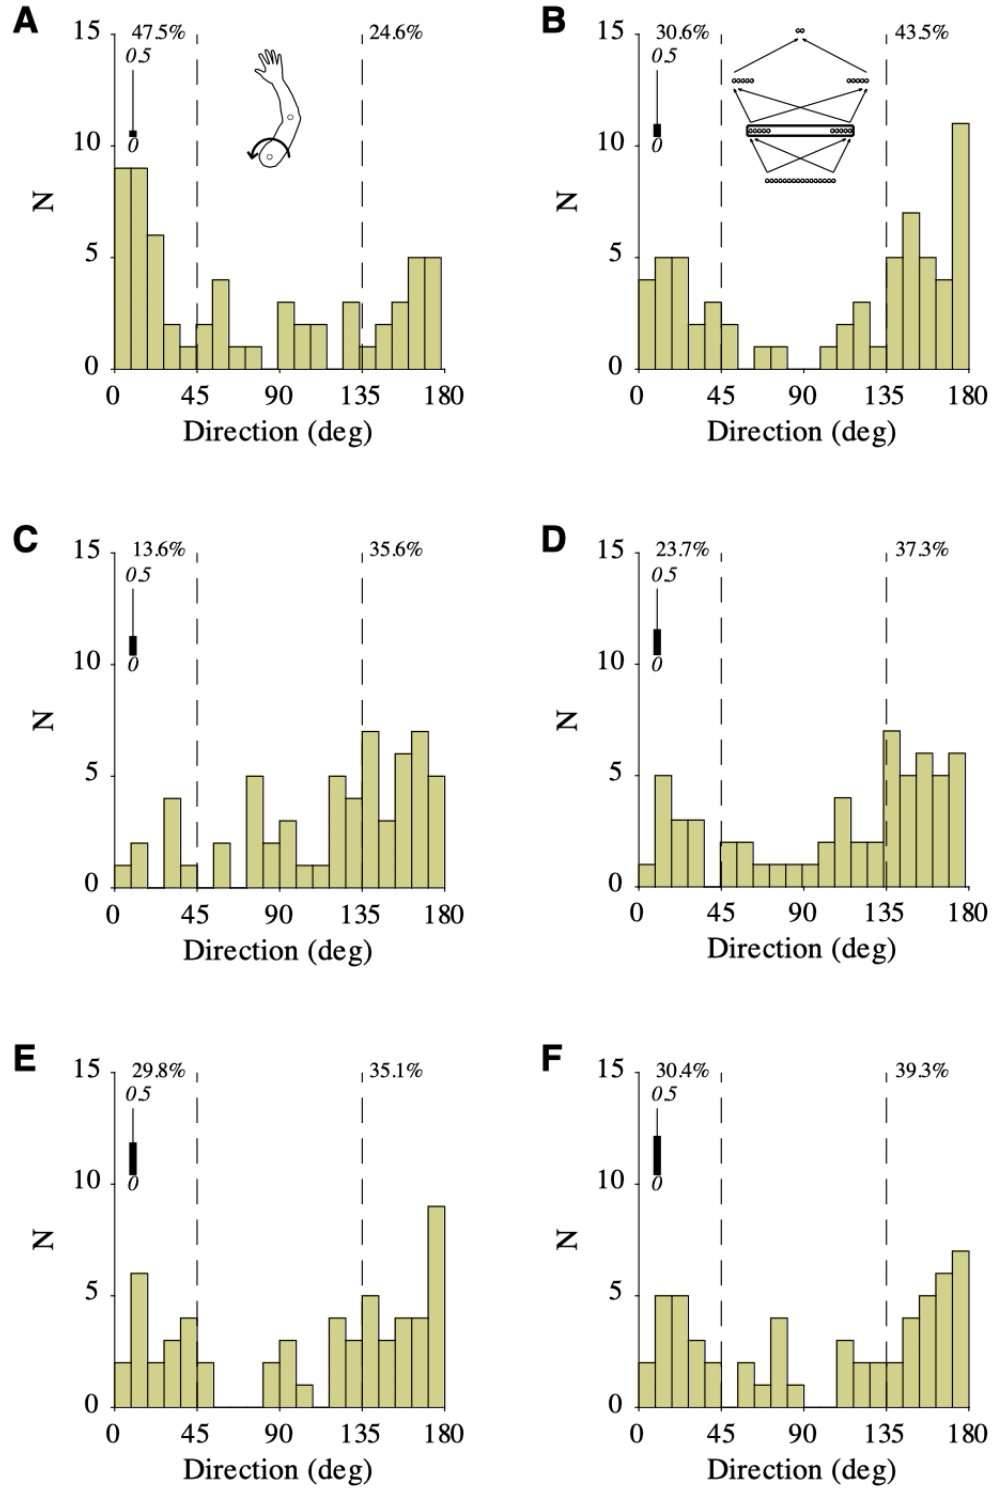 A
15
47.5%
24.6%
0.5
0
10
5
0
N
0 45 90 135 180
Direction (deg)
B
15
30.6%
43.5%
0.5
0
10
5
0
N
0 45 90 135 180
Direction (deg)
C
15
13.6%
35.6%
0.5
0
10
5
0
N
0 45 90 135 180
Direction (deg)
D
15
23.7%
37.3%
0.5
0
10
5
0
N
0 45 90 135 180
Direction (deg)
E
15
29.8%
35.1%
0.5
0
10
5
0
N
0 45 90 135 180
Direction (deg)
F
15
30.4%
39.3%
0.5
0
10
5
0
N
0 45 90 135 180
Direction (deg)